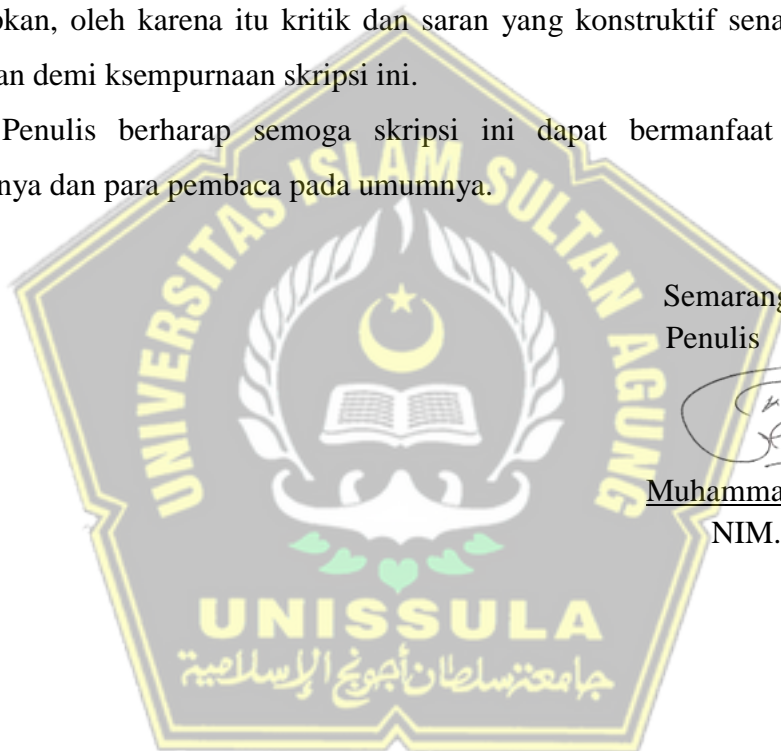 okan, oleh karena itu kritik dan saran yang konstruktif sena
an demi ksempurnaan skripsi ini.
Penulis berharap semoga skripsi ini dapat bermanfaat
nya dan para pembaca pada umumnya.
UNIVERSITAS ISLAM SULTAN AGUNG
Semarang
Penulis
Muhamma
NIM.
UNISSULA
جامعة سلطان أجونج الإسلامية